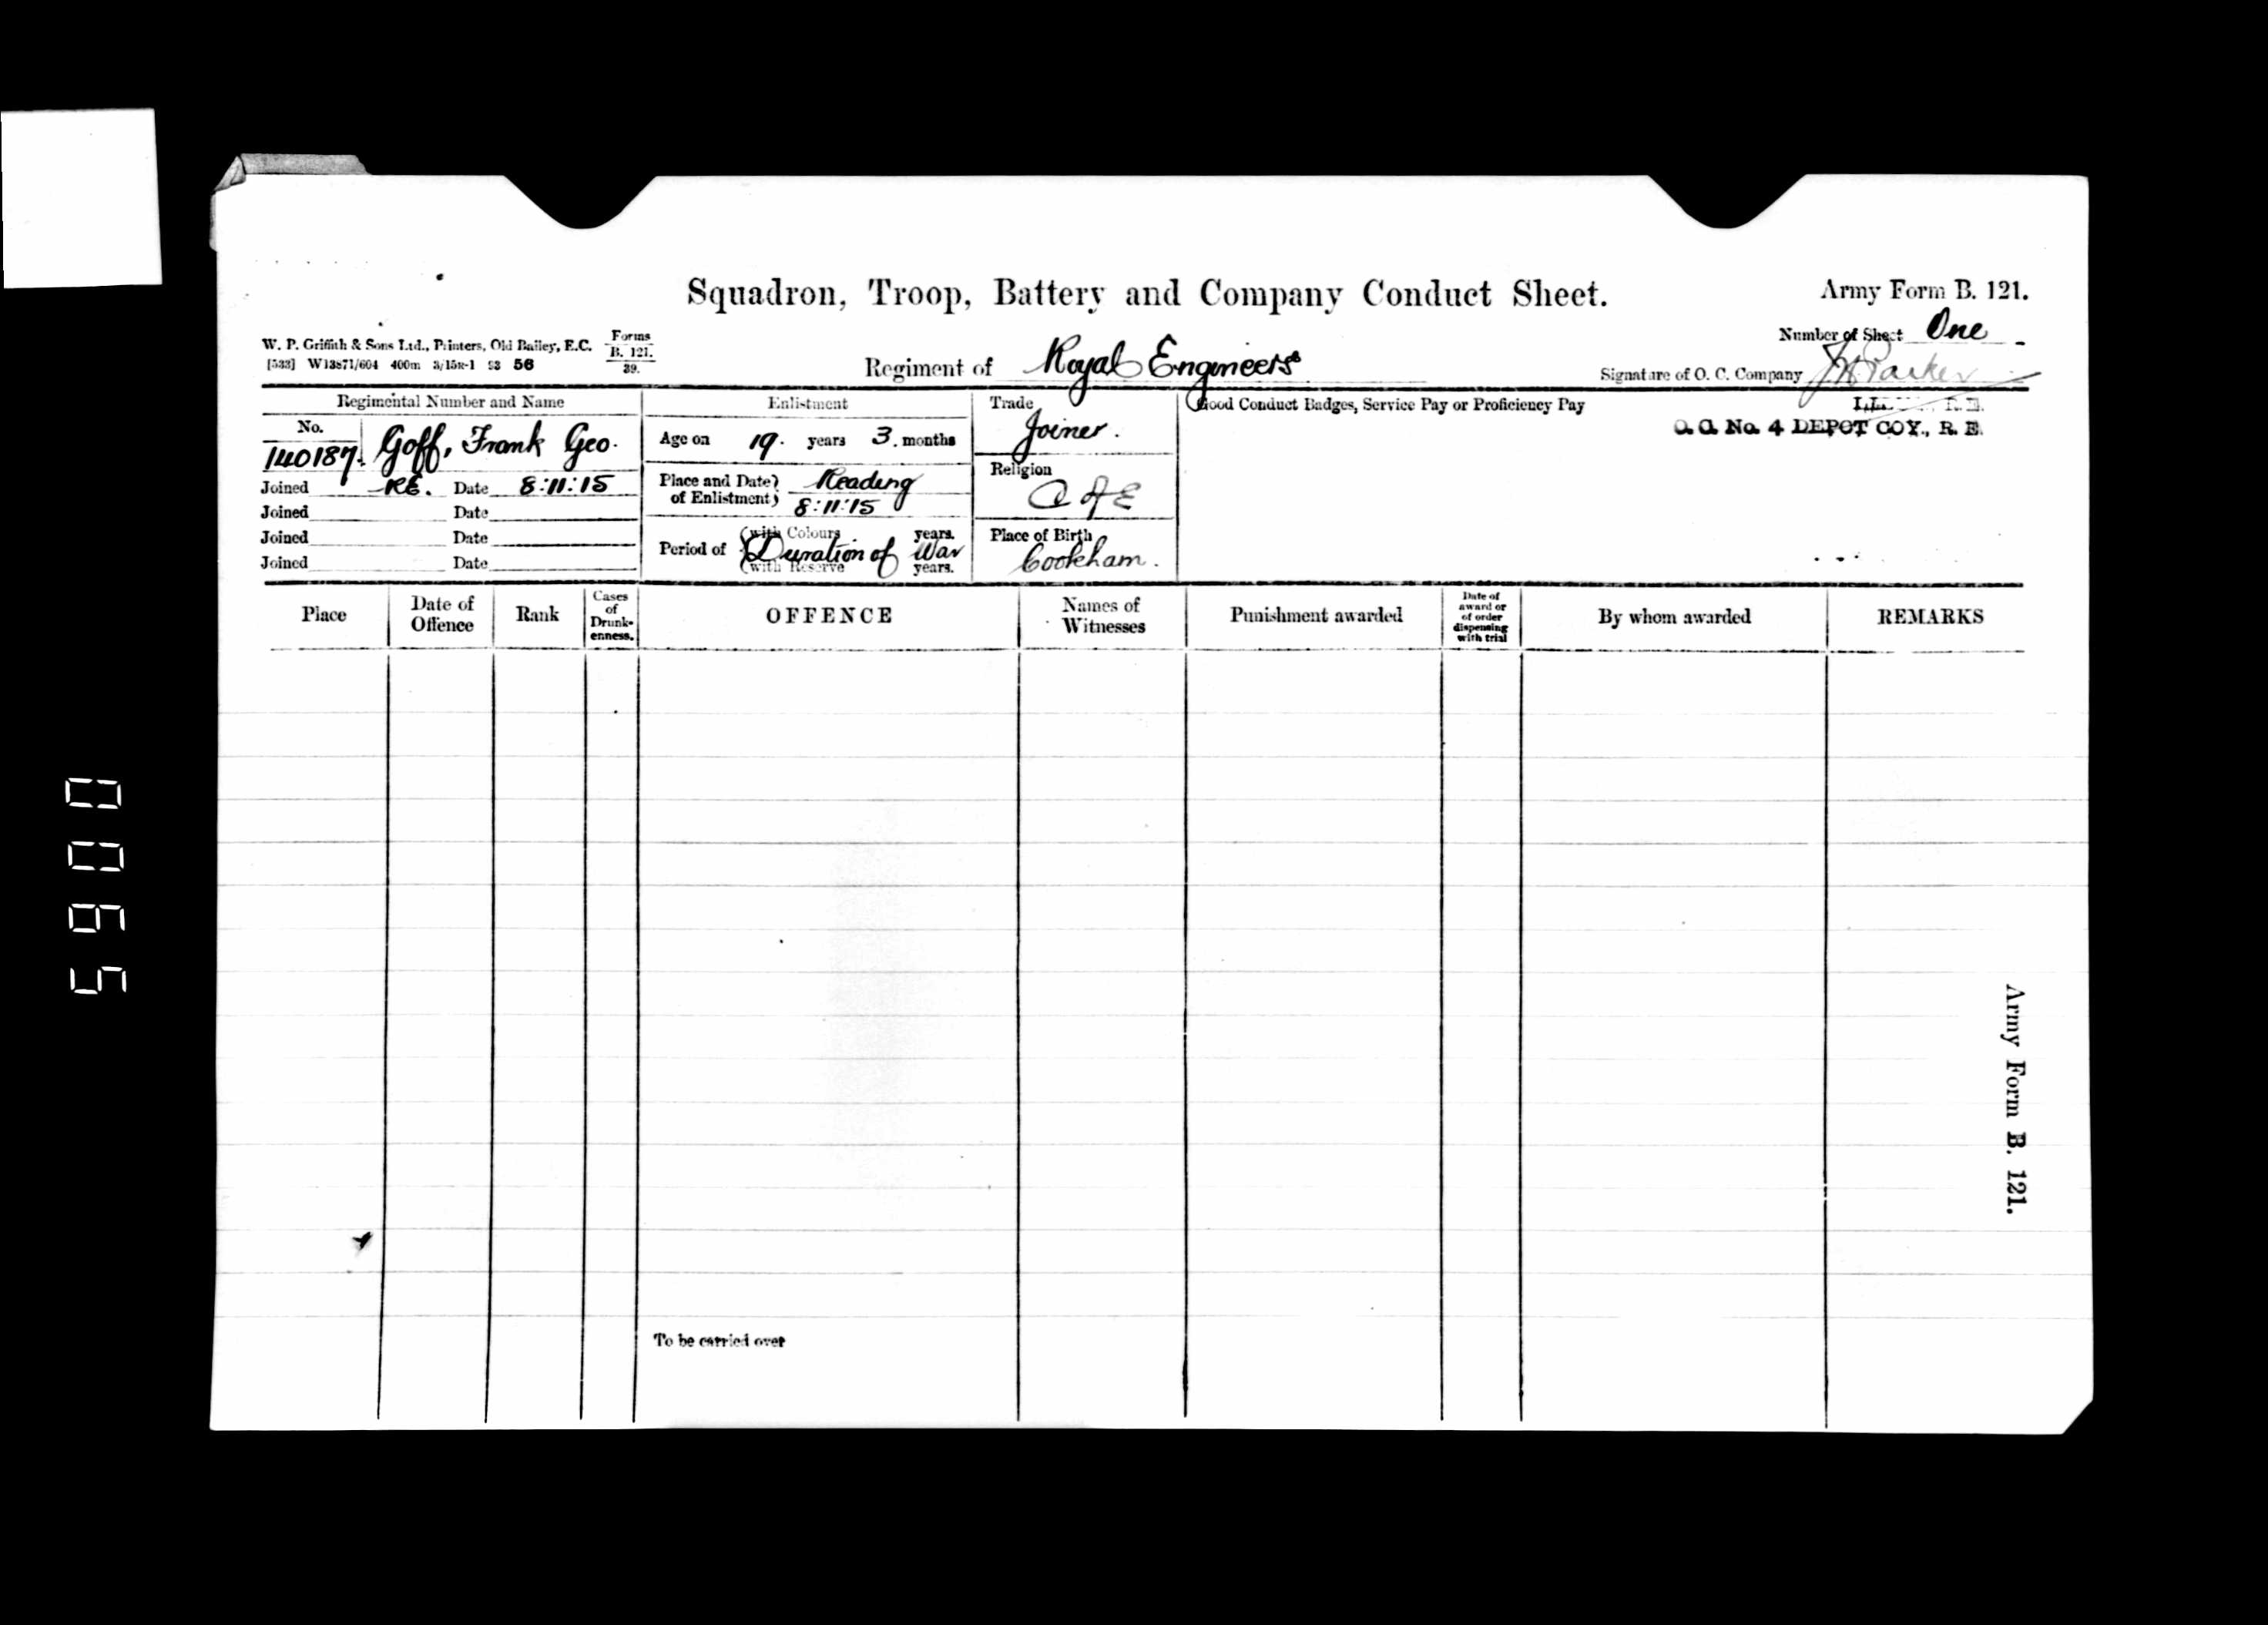 Squadron, Troop, Battery and Company Conduct Sheet.
Army Form B. 121.
Number of Sheet One
W. P. Griffith & Sons Ltd., Printers, Old Bailey, E.C.
[533] W13871/604 400m 3/15 93 56
Forms
B. 121.
39.
Regiment of Royal Engineers
Signature of O. C. Company Parker
R.E.
O. C. No. 4 DEPOT COY., R. E.
Regimental Number and Name
No.
140187. Goff, Frank Geo.
Joined R.E. Date 8:11:15
Joined Date
Joined Date
Joined Date
Enlistment
Age on 19. years 3. months
Place and Date of Enlistment Reading
8:11:15
Period of
with Colours years.
Duration of War
with Reserve years.
Trade
Joiner.
Religion
C of E
Place of Birth
Cookham.
Good Conduct Badges, Service Pay or Proficiency Pay
Place
Date of Offence
Rank
Cases of Drunk-enness.
OFFENCE
Names of Witnesses
Punishment awarded
Date of award or of order dispensing with trial
By whom awarded
REMARKS
To be carried over
Army Form B. 121.